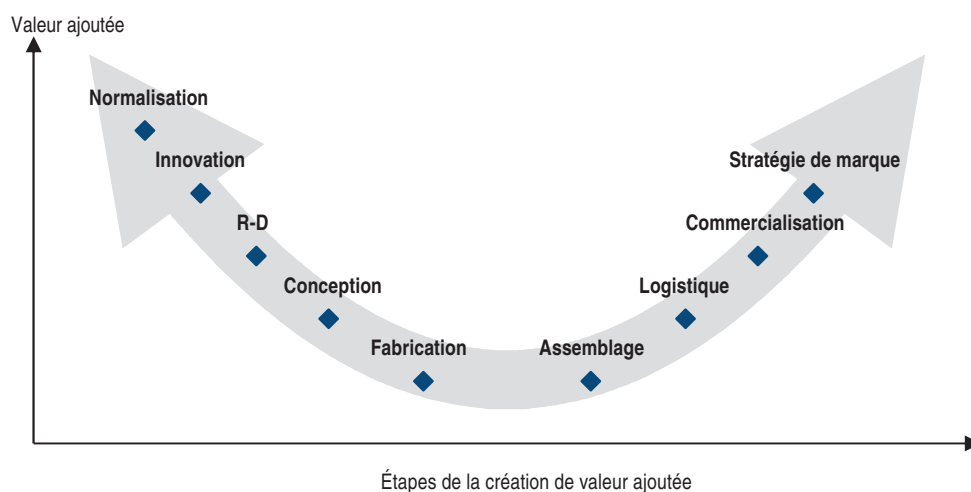 Valeur ajoutée
Normalisation
Innovation
Stratégie de marque
R-D
Commercialisation
Conception
Logistique
Fabrication
Assemblage
Étapes de la création de valeur ajoutée